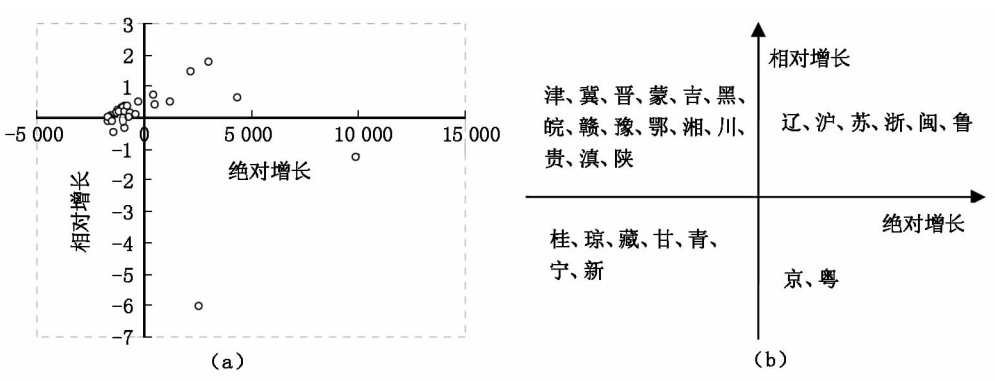 3
2
1
-5 000
0
5 000
10 000
15 000
-1
-2
-3
-4
-5
-6
-7
绝对增长
相对增长
(a)
相对增长
津、冀、晋、蒙、吉、黑、
皖、赣、豫、鄂、湘、川、
贵、滇、陕
辽、沪、苏、浙、闽、鲁
绝对增长
桂、琼、藏、甘、青、
宁、新
京、粤
(b)